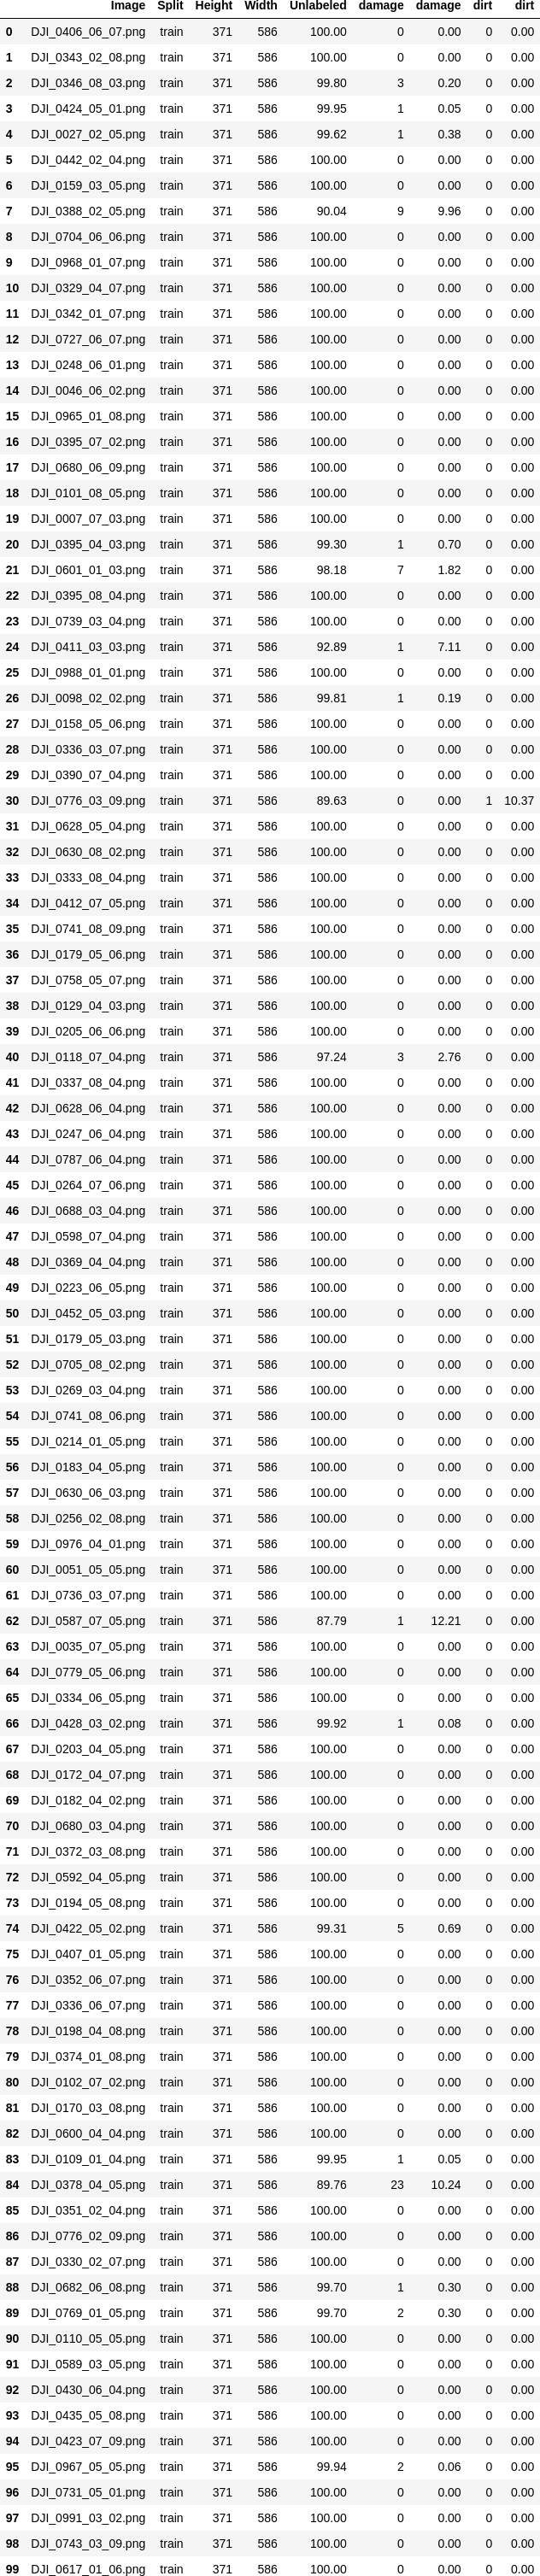 Image Split Height Width Unlabeled damage damage dirt dirt
0 DJI_0406_06_07.png train 371 586 100.00 0 0.00 0 0.00
1 DJI_0343_02_08.png train 371 586 100.00 0 0.00 0 0.00
2 DJI_0346_08_03.png train 371 586 99.80 3 0.20 0 0.00
3 DJI_0424_05_01.png train 371 586 99.95 1 0.05 0 0.00
4 DJI_0027_02_05.png train 371 586 99.62 1 0.38 0 0.00
5 DJI_0442_02_04.png train 371 586 100.00 0 0.00 0 0.00
6 DJI_0159_03_05.png train 371 586 100.00 0 0.00 0 0.00
7 DJI_0388_02_05.png train 371 586 90.04 9 9.96 0 0.00
8 DJI_0704_06_06.png train 371 586 100.00 0 0.00 0 0.00
9 DJI_0968_01_07.png train 371 586 100.00 0 0.00 0 0.00
10 DJI_0329_04_07.png train 371 586 100.00 0 0.00 0 0.00
11 DJI_0342_01_07.png train 371 586 100.00 0 0.00 0 0.00
12 DJI_0727_06_07.png train 371 586 100.00 0 0.00 0 0.00
13 DJI_0248_06_01.png train 371 586 100.00 0 0.00 0 0.00
14 DJI_0046_06_02.png train 371 586 100.00 0 0.00 0 0.00
15 DJI_0965_01_08.png train 371 586 100.00 0 0.00 0 0.00
16 DJI_0395_07_02.png train 371 586 100.00 0 0.00 0 0.00
17 DJI_0680_06_09.png train 371 586 100.00 0 0.00 0 0.00
18 DJI_0101_08_05.png train 371 586 100.00 0 0.00 0 0.00
19 DJI_0007_07_03.png train 371 586 100.00 0 0.00 0 0.00
20 DJI_0395_04_03.png train 371 586 99.30 1 0.70 0 0.00
21 DJI_0601_01_03.png train 371 586 98.18 7 1.82 0 0.00
22 DJI_0395_08_04.png train 371 586 100.00 0 0.00 0 0.00
23 DJI_0739_03_04.png train 371 586 100.00 0 0.00 0 0.00
24 DJI_0411_03_03.png train 371 586 92.89 1 7.11 0 0.00
25 DJI_0988_01_01.png train 371 586 100.00 0 0.00 0 0.00
26 DJI_0098_02_02.png train 371 586 99.81 1 0.19 0 0.00
27 DJI_0158_05_06.png train 371 586 100.00 0 0.00 0 0.00
28 DJI_0336_03_07.png train 371 586 100.00 0 0.00 0 0.00
29 DJI_0390_07_04.png train 371 586 100.00 0 0.00 0 0.00
30 DJI_0776_03_09.png train 371 586 89.63 0 0.00 1 10.37
31 DJI_0628_05_04.png train 371 586 100.00 0 0.00 0 0.00
32 DJI_0630_08_02.png train 371 586 100.00 0 0.00 0 0.00
33 DJI_0333_08_04.png train 371 586 100.00 0 0.00 0 0.00
34 DJI_0412_07_05.png train 371 586 100.00 0 0.00 0 0.00
35 DJI_0741_08_09.png train 371 586 100.00 0 0.00 0 0.00
36 DJI_0179_05_06.png train 371 586 100.00 0 0.00 0 0.00
37 DJI_0758_05_07.png train 371 586 100.00 0 0.00 0 0.00
38 DJI_0129_04_03.png train 371 586 100.00 0 0.00 0 0.00
39 DJI_0205_06_06.png train 371 586 100.00 0 0.00 0 0.00
40 DJI_0118_07_04.png train 371 586 97.24 3 2.76 0 0.00
41 DJI_0337_08_04.png train 371 586 100.00 0 0.00 0 0.00
42 DJI_0628_06_04.png train 371 586 100.00 0 0.00 0 0.00
43 DJI_0247_06_04.png train 371 586 100.00 0 0.00 0 0.00
44 DJI_0787_06_04.png train 371 586 100.00 0 0.00 0 0.00
45 DJI_0264_07_06.png train 371 586 100.00 0 0.00 0 0.00
46 DJI_0688_03_04.png train 371 586 100.00 0 0.00 0 0.00
47 DJI_0598_07_04.png train 371 586 100.00 0 0.00 0 0.00
48 DJI_0369_04_04.png train 371 586 100.00 0 0.00 0 0.00
49 DJI_0223_06_05.png train 371 586 100.00 0 0.00 0 0.00
50 DJI_0452_05_03.png train 371 586 100.00 0 0.00 0 0.00
51 DJI_0179_05_03.png train 371 586 100.00 0 0.00 0 0.00
52 DJI_0705_08_02.png train 371 586 100.00 0 0.00 0 0.00
53 DJI_0269_03_04.png train 371 586 100.00 0 0.00 0 0.00
54 DJI_0741_08_06.png train 371 586 100.00 0 0.00 0 0.00
55 DJI_0214_01_05.png train 371 586 100.00 0 0.00 0 0.00
56 DJI_0183_04_05.png train 371 586 100.00 0 0.00 0 0.00
57 DJI_0630_06_03.png train 371 586 100.00 0 0.00 0 0.00
58 DJI_0256_02_08.png train 371 586 100.00 0 0.00 0 0.00
59 DJI_0976_04_01.png train 371 586 100.00 0 0.00 0 0.00
60 DJI_0051_05_05.png train 371 586 100.00 0 0.00 0 0.00
61 DJI_0736_03_07.png train 371 586 100.00 0 0.00 0 0.00
62 DJI_0587_07_05.png train 371 586 87.79 1 12.21 0 0.00
63 DJI_0035_07_05.png train 371 586 100.00 0 0.00 0 0.00
64 DJI_0779_05_06.png train 371 586 100.00 0 0.00 0 0.00
65 DJI_0334_06_05.png train 371 586 100.00 0 0.00 0 0.00
66 DJI_0428_03_02.png train 371 586 99.92 1 0.08 0 0.00
67 DJI_0203_04_05.png train 371 586 100.00 0 0.00 0 0.00
68 DJI_0172_04_07.png train 371 586 100.00 0 0.00 0 0.00
69 DJI_0182_04_02.png train 371 586 100.00 0 0.00 0 0.00
70 DJI_0680_03_04.png train 371 586 100.00 0 0.00 0 0.00
71 DJI_0372_03_08.png train 371 586 100.00 0 0.00 0 0.00
72 DJI_0592_04_05.png train 371 586 100.00 0 0.00 0 0.00
73 DJI_0194_05_08.png train 371 586 100.00 0 0.00 0 0.00
74 DJI_0422_05_02.png train 371 586 99.31 5 0.69 0 0.00
75 DJI_0407_01_05.png train 371 586 100.00 0 0.00 0 0.00
76 DJI_0352_06_07.png train 371 586 100.00 0 0.00 0 0.00
77 DJI_0336_06_07.png train 371 586 100.00 0 0.00 0 0.00
78 DJI_0198_04_08.png train 371 586 100.00 0 0.00 0 0.00
79 DJI_0374_01_08.png train 371 586 100.00 0 0.00 0 0.00
80 DJI_0102_07_02.png train 371 586 100.00 0 0.00 0 0.00
81 DJI_0170_03_08.png train 371 586 100.00 0 0.00 0 0.00
82 DJI_0600_04_04.png train 371 586 100.00 0 0.00 0 0.00
83 DJI_0109_01_04.png train 371 586 99.95 1 0.05 0 0.00
84 DJI_0378_04_05.png train 371 586 89.76 23 10.24 0 0.00
85 DJI_0351_02_04.png train 371 586 100.00 0 0.00 0 0.00
86 DJI_0776_02_09.png train 371 586 100.00 0 0.00 0 0.00
87 DJI_0330_02_07.png train 371 586 100.00 0 0.00 0 0.00
88 DJI_0682_06_08.png train 371 586 99.70 1 0.30 0 0.00
89 DJI_0769_01_05.png train 371 586 99.70 2 0.30 0 0.00
90 DJI_0110_05_05.png train 371 586 100.00 0 0.00 0 0.00
91 DJI_0589_03_05.png train 371 586 100.00 0 0.00 0 0.00
92 DJI_0430_06_04.png train 371 586 100.00 0 0.00 0 0.00
93 DJI_0435_05_08.png train 371 586 100.00 0 0.00 0 0.00
94 DJI_0423_07_09.png train 371 586 100.00 0 0.00 0 0.00
95 DJI_0967_05_05.png train 371 586 99.94 2 0.06 0 0.00
96 DJI_0731_05_01.png train 371 586 100.00 0 0.00 0 0.00
97 DJI_0991_03_02.png train 371 586 100.00 0 0.00 0 0.00
98 DJI_0743_03_09.png train 371 586 100.00 0 0.00 0 0.00
99 DJI_0617_01_06.png train 371 586 100.00 0 0.00 0 0.00